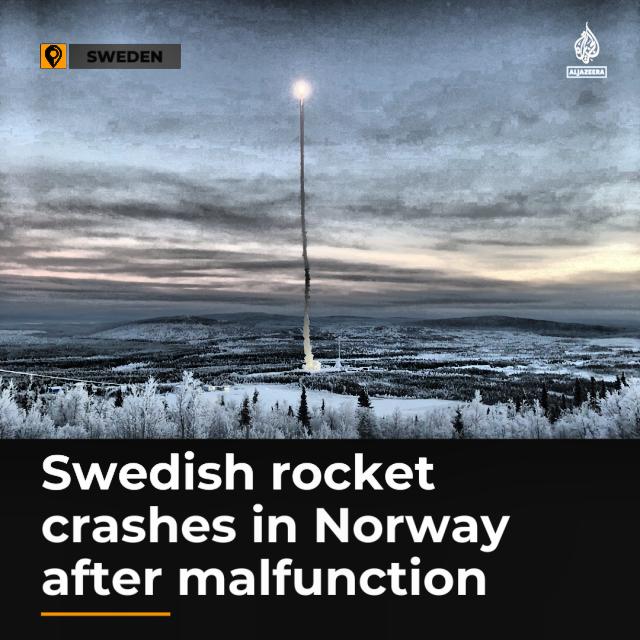 SWEDEN
ALJAZEERA
Swedish rocket
crashes in Norway
after malfunction